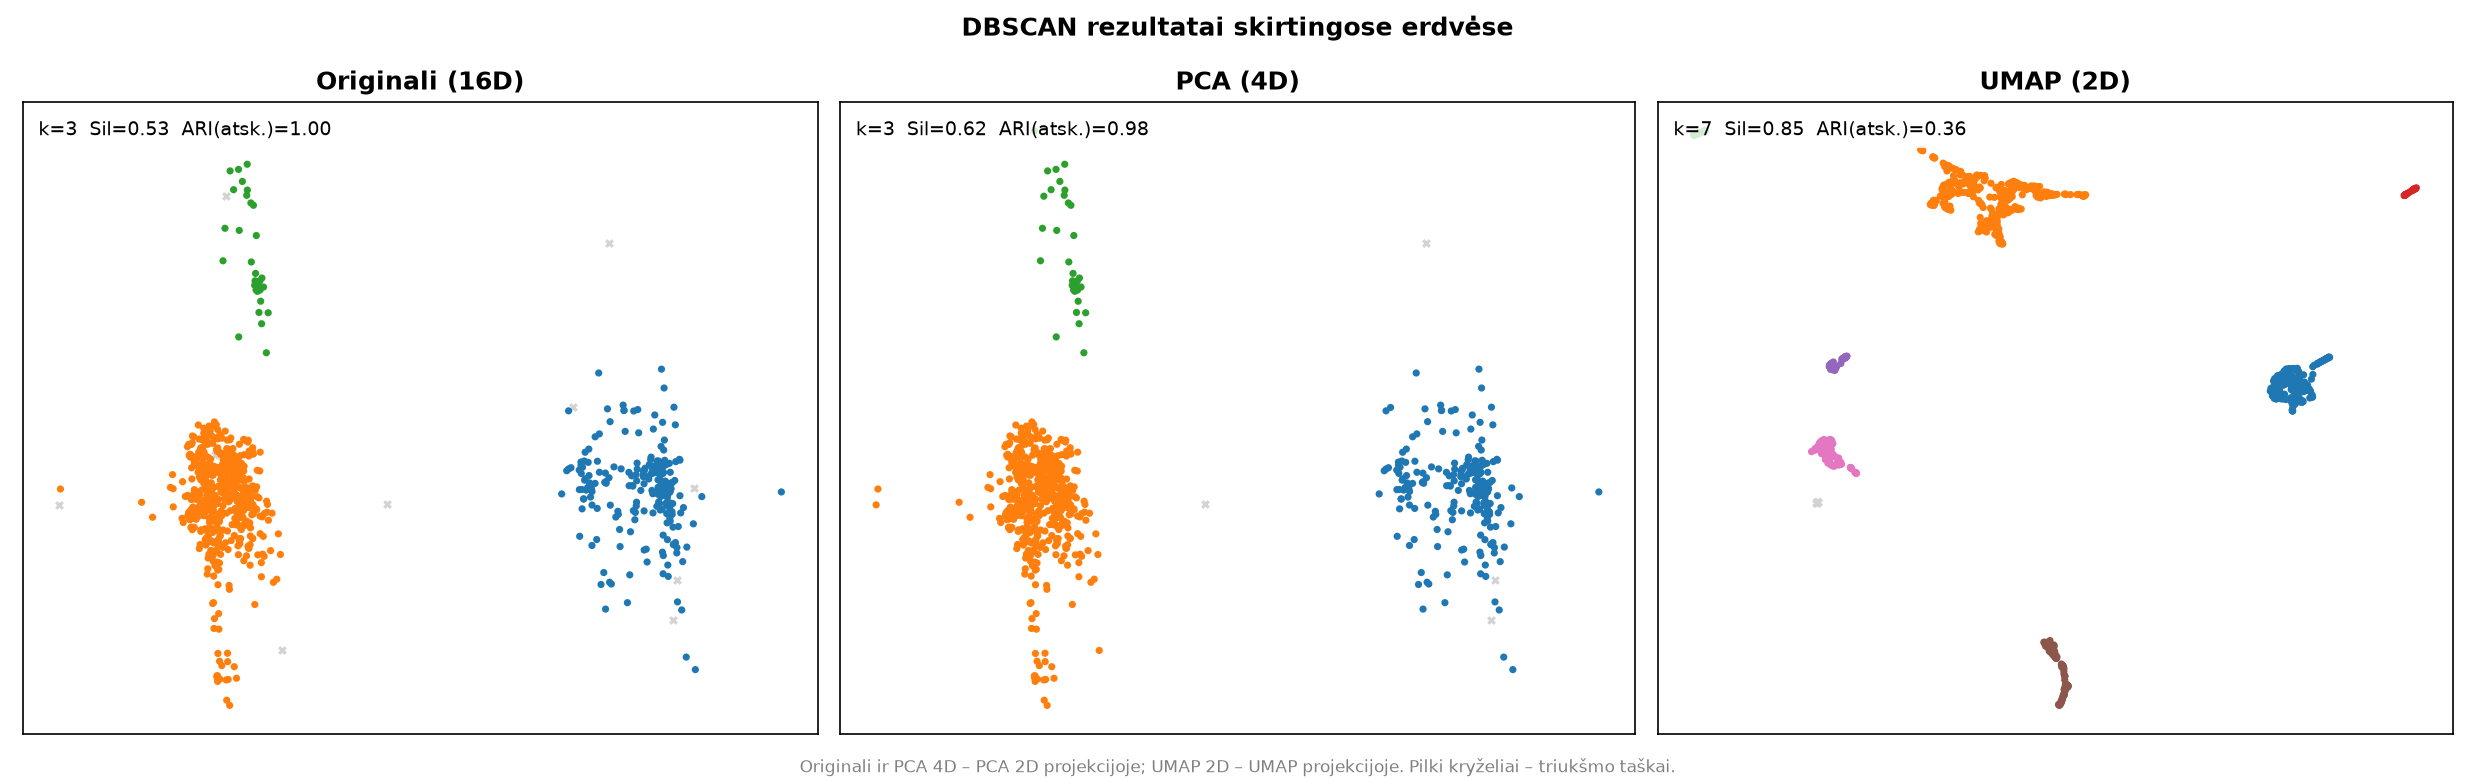 DBSCAN rezultatai skirtingose erdvėse
Originali (16D)
PCA (4D)
UMAP (2D)
k=3 Sil=0.53 ARI(atsk.)=1.00
k=3 Sil=0.62 ARI(atsk.)=0.98
k=7 Sil=0.85 ARI(atsk.)=0.36
Originali ir PCA 4D – PCA 2D projekcijoje; UMAP 2D – UMAP projekcijoje. Pilki kryželiai – triukšmo taškai.